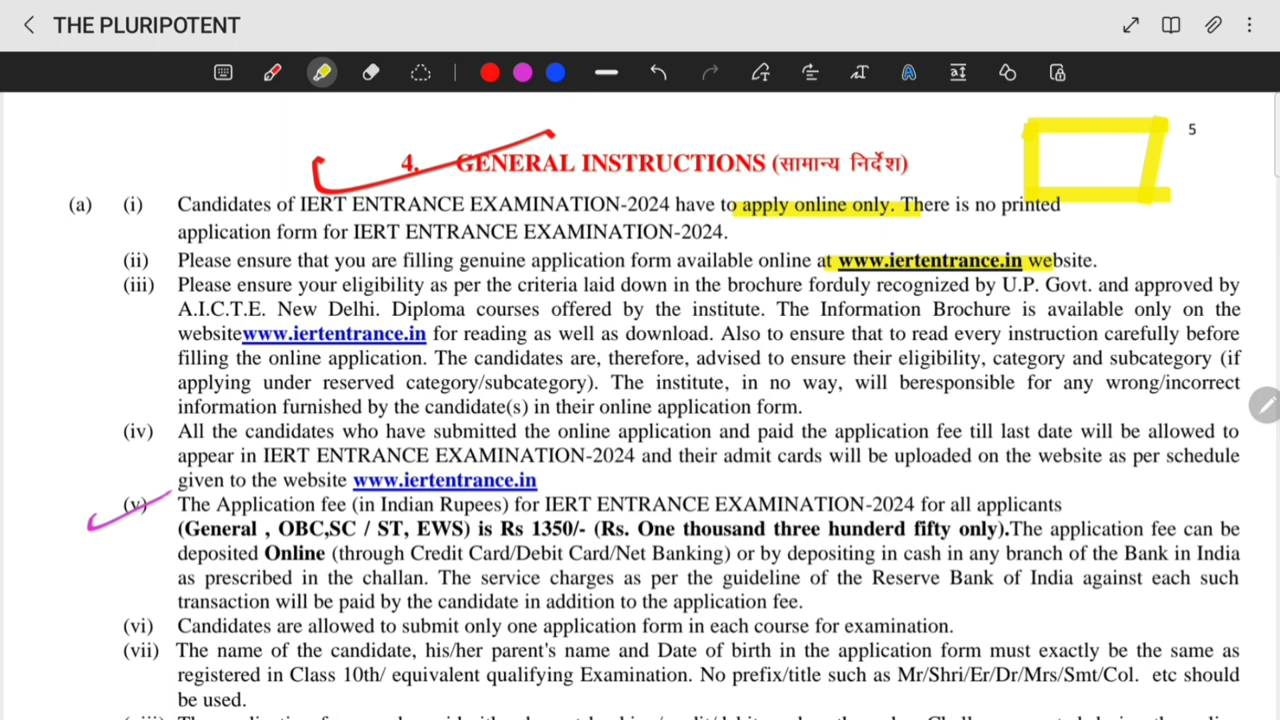 THE PLURIPOTENT
5
4. GENERAL INSTRUCTIONS (सामान्य निर्देश)
(a) (i) Candidates of IERT ENTRANCE EXAMINATION-2024 have to apply online only. There is no printed
application form for IERT ENTRANCE EXAMINATION-2024.
(ii) Please ensure that you are filling genuine application form available online at www.iertentrance.in website.
(iii) Please ensure your eligibility as per the criteria laid down in the brochure forduly recognized by U.P. Govt. and approved by
A.I.C.T.E. New Delhi. Diploma courses offered by the institute. The Information Brochure is available only on the
websitewww.iertentrance.in for reading as well as download. Also to ensure that to read every instruction carefully before
filling the online application. The candidates are, therefore, advised to ensure their eligibility, category and subcategory (if
applying under reserved category/subcategory). The institute, in no way, will beresponsible for any wrong/incorrect
information furnished by the candidate(s) in their online application form.
(iv) All the candidates who have submitted the online application and paid the application fee till last date will be allowed to
appear in IERT ENTRANCE EXAMINATION-2024 and their admit cards will be uploaded on the website as per schedule
given to the website www.iertentrance.in
(v) The Application fee (in Indian Rupees) for IERT ENTRANCE EXAMINATION-2024 for all applicants
(General , OBC,SC / ST, EWS) is Rs 1350/- (Rs. One thousand three hunderd fifty only).The application fee can be
deposited Online (through Credit Card/Debit Card/Net Banking) or by depositing in cash in any branch of the Bank in India
as prescribed in the challan. The service charges as per the guideline of the Reserve Bank of India against each such
transaction will be paid by the candidate in addition to the application fee.
(vi) Candidates are allowed to submit only one application form in each course for examination.
(vii) The name of the candidate, his/her parent's name and Date of birth in the application form must exactly be the same as
registered in Class 10th/ equivalent qualifying Examination. No prefix/title such as Mr/Shri/Er/Dr/Mrs/Smt/Col. etc should
be used.